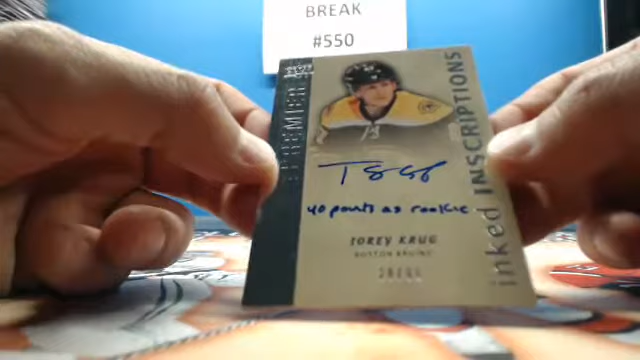 BREAK
#550
PREMIER
inked INSCRIPTIONS
40 points as rookie
TOREY KRUG
BOSTON BRUINS